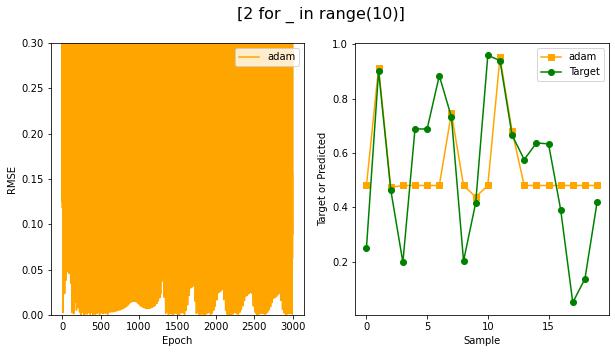 [2 for _ in range(10)]
0.30
0.25
0.20
0.15
0.10
0.05
0.00
RMSE
0 500 1000 1500 2000 2500 3000
Epoch
adam
1.0
0.8
0.6
0.4
0.2
Target or Predicted
0 5 10 15
Sample
adam
Target